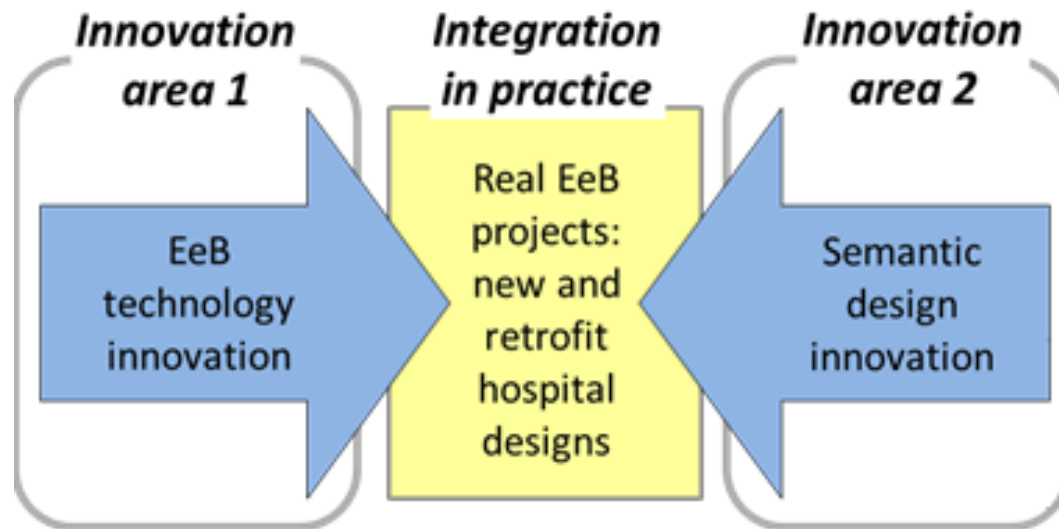 Innovation
area 1
EeB
technology
innovation
Integration
in practice
Real EeB
projects:
new and
retrofit
hospital
designs
Innovation
area 2
Semantic
design
innovation